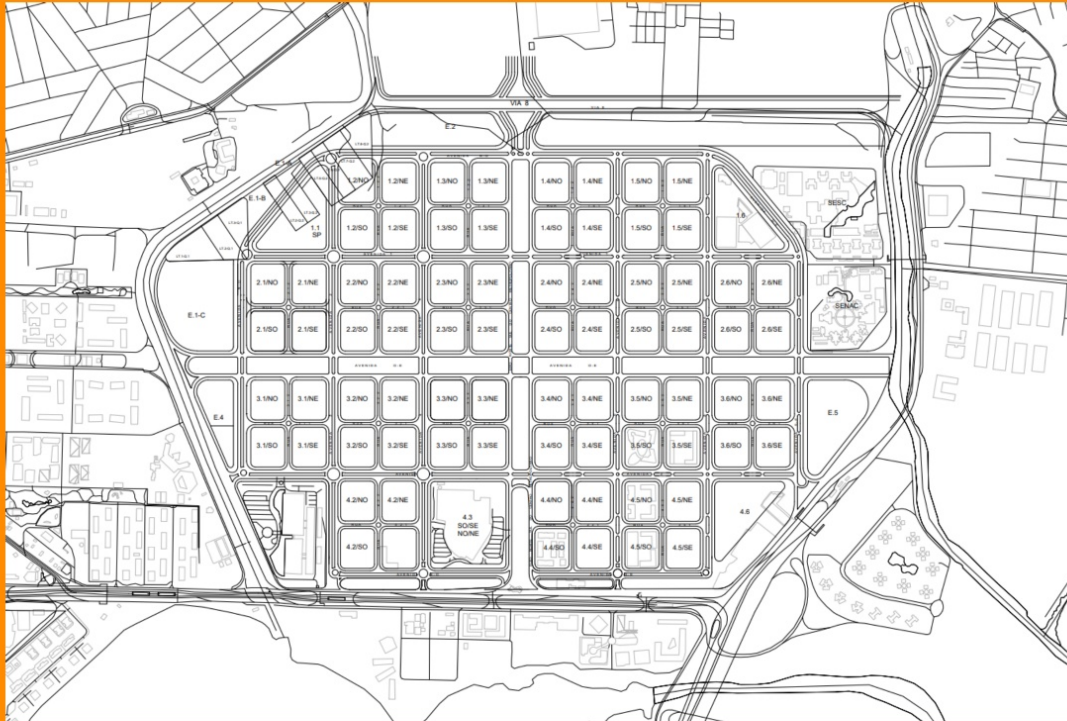 VIA 8
E.2
1.2/NO 1.2/NE 1.3/NO 1.3/NE 1.4/NO 1.4/NE 1.5/NO 1.5/NE
E.1-B
SESC
1.6
1.1
SP
1.2/SO 1.2/SE 1.3/SO 1.3/SE 1.4/SO 1.4/SE 1.5/SO 1.5/SE
2.1/NO 2.1/NE 2.2/NO 2.2/NE 2.3/NO 2.3/NE 2.4/NO 2.4/NE 2.5/NO 2.5/NE 2.6/NO 2.6/NE
SENAC
E.1-C
2.1/SO 2.1/SE 2.2/SO 2.2/SE 2.3/SO 2.3/SE 2.4/SO 2.4/SE 2.5/SO 2.5/SE 2.6/SO 2.6/SE
3.1/NO 3.1/NE 3.2/NO 3.2/NE 3.3/NO 3.3/NE 3.4/NO 3.4/NE 3.5/NO 3.5/NE 3.6/NO 3.6/NE
E.4
E.5
3.1/SO 3.1/SE 3.2/SO 3.2/SE 3.3/SO 3.3/SE 3.4/SO 3.4/SE 3.5/SO 3.5/SE 3.6/SO 3.6/SE
4.2/NO 4.2/NE 4.4/NO 4.4/NE 4.5/NO 4.5/NE
4.6
4.3
SO/SE
NO/NE
4.2/SO 4.4/SO 4.4/SE 4.5/SO 4.5/SE